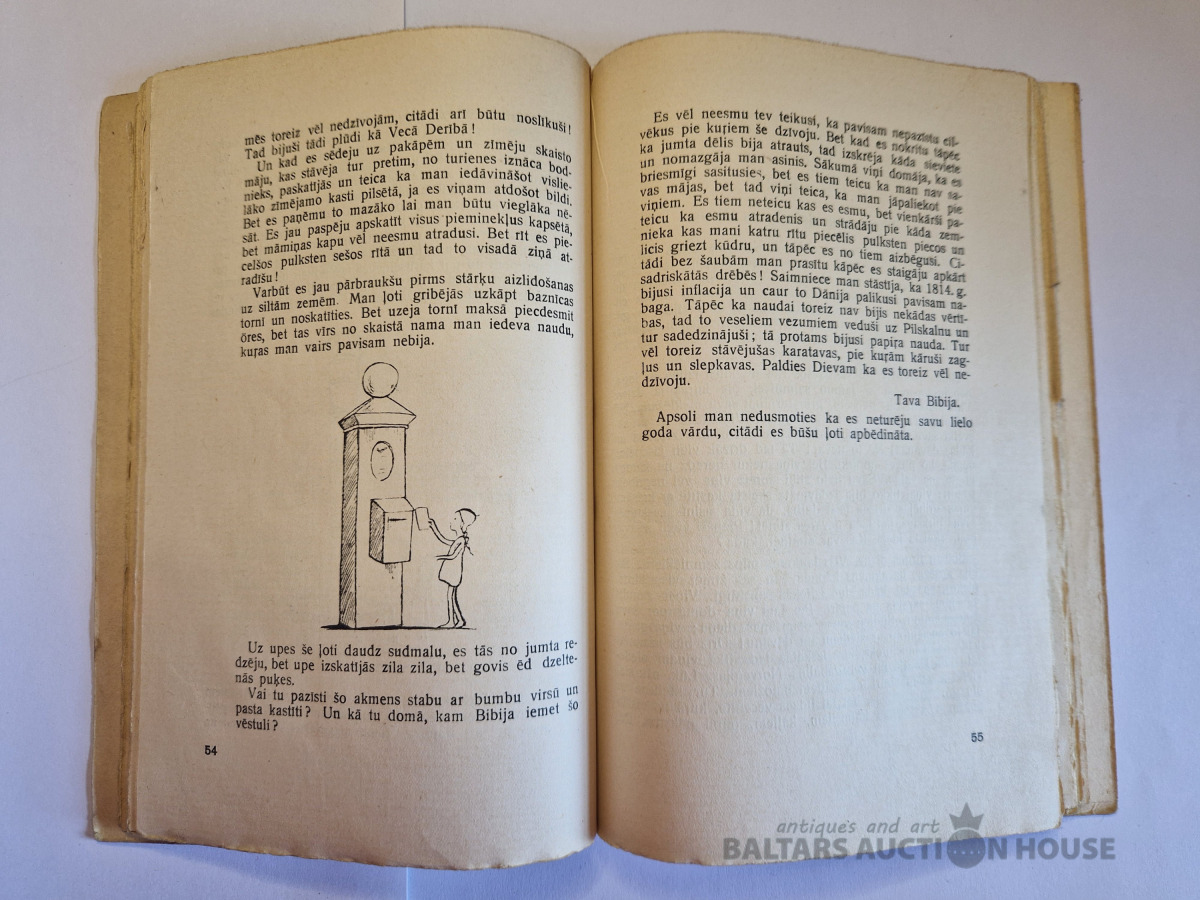 mēs toreiz vēl nedzīvojām, citādi arī būtu noslīkuši!
Tad bijuši tādi plūdi kā Vecā Derībā!
Un kad es sēdeju uz pakāpēm un zīmēju skaisto
māju, kas stāvēja tur pretim, no turienes iznāca bod-
nieks, paskatījās un teica ka man iedāvināšot vislie-
lāko zīmējamo kasti pilsētā, ja es viņam atdošot bildi.
Bet es paņēmu to mazāko lai man būtu vieglāka nē-
sāt. Es jau paspēju apskatīt visus pieminekļus kapsētā,
bet māmiņas kapu vēl neesmu atradusi. Bet rīt es pie-
celšos pulksten sešos rītā un tad to visadā ziņā at-
radīšu!
Varbūt es jau pārbraukšu pirms stārķu aizlidošanas
uz siltām zemēm. Man ļoti gribējās uzkāpt baznīcas
tornī un noskatīties. Bet uzeja tornī maksā piecdesmit
ōres, bet tas vīrs no skaistā nama man iedeva naudu,
kuŗas man vairs pavisam nebija.
Uz upes še ļoti daudz sudmalu, es tās no jumta re-
dzēju, bet upe izskatījās zila zila, bet govis ēd dzelte-
nās puķes.
Vai tu pazīsti šo akmens stabu ar bumbu virsū un
pasta kastīti? Un kā tu domā, kam Bibija iemet šo
vēstuli?
54
Es vēl neesmu tev teikusi, ka pavisam nepazīstu cil-
vēkus pie kuŗiem še dzīvoju. Bet kad es nokritu tāpēc
ka jumta dēlis bija atrauts, tad izskrēja kāda sieviete
un nomazgāja man asinis. Sākumā viņi domāja, ka es
briesmīgi sasitusies, bet es tiem teicu ka man nav sa-
vas mājas, bet tad viņi teica, ka man jāpaliekot pie
viņiem. Es tiem neteicu kas es esmu, bet vienkārši pa-
teicu ka esmu atradenis un strādāju pie kāda zem-
nieka kas mani katru rītu piecēlis pulksten piecos un
licis griezt kūdru, un tāpēc es no tiem aizbēgusi. Ci-
tādi bez šaubām man prasītu kāpēc es staigāju apkārt
sadriskātās drēbēs! Saimniece man stāstīja, ka 1814. g.
bijusi inflacija un caur to Dānija palikusi pavisam na-
baga. Tāpēc ka naudai toreiz nav bijis nekādas vērtī-
bas, tad to veseliem vezumiem veduši uz Pilskalnu un
tur sadedzinājuši; tā protams bijusi papiŗa nauda. Tur
vēl toreiz stāvējušas karatavas, pie kuŗām kāruši zag-
ļus un slepkavas. Paldies Dievam ka es toreiz vēl ne-
dzīvoju.
Tava Bibija.
Apsoli man nedusmoties ka es neturēju savu lielo
goda vārdu, citādi es būšu ļoti apbēdināta.
55
antique's and art
BALTARS AUCTION HOUSE